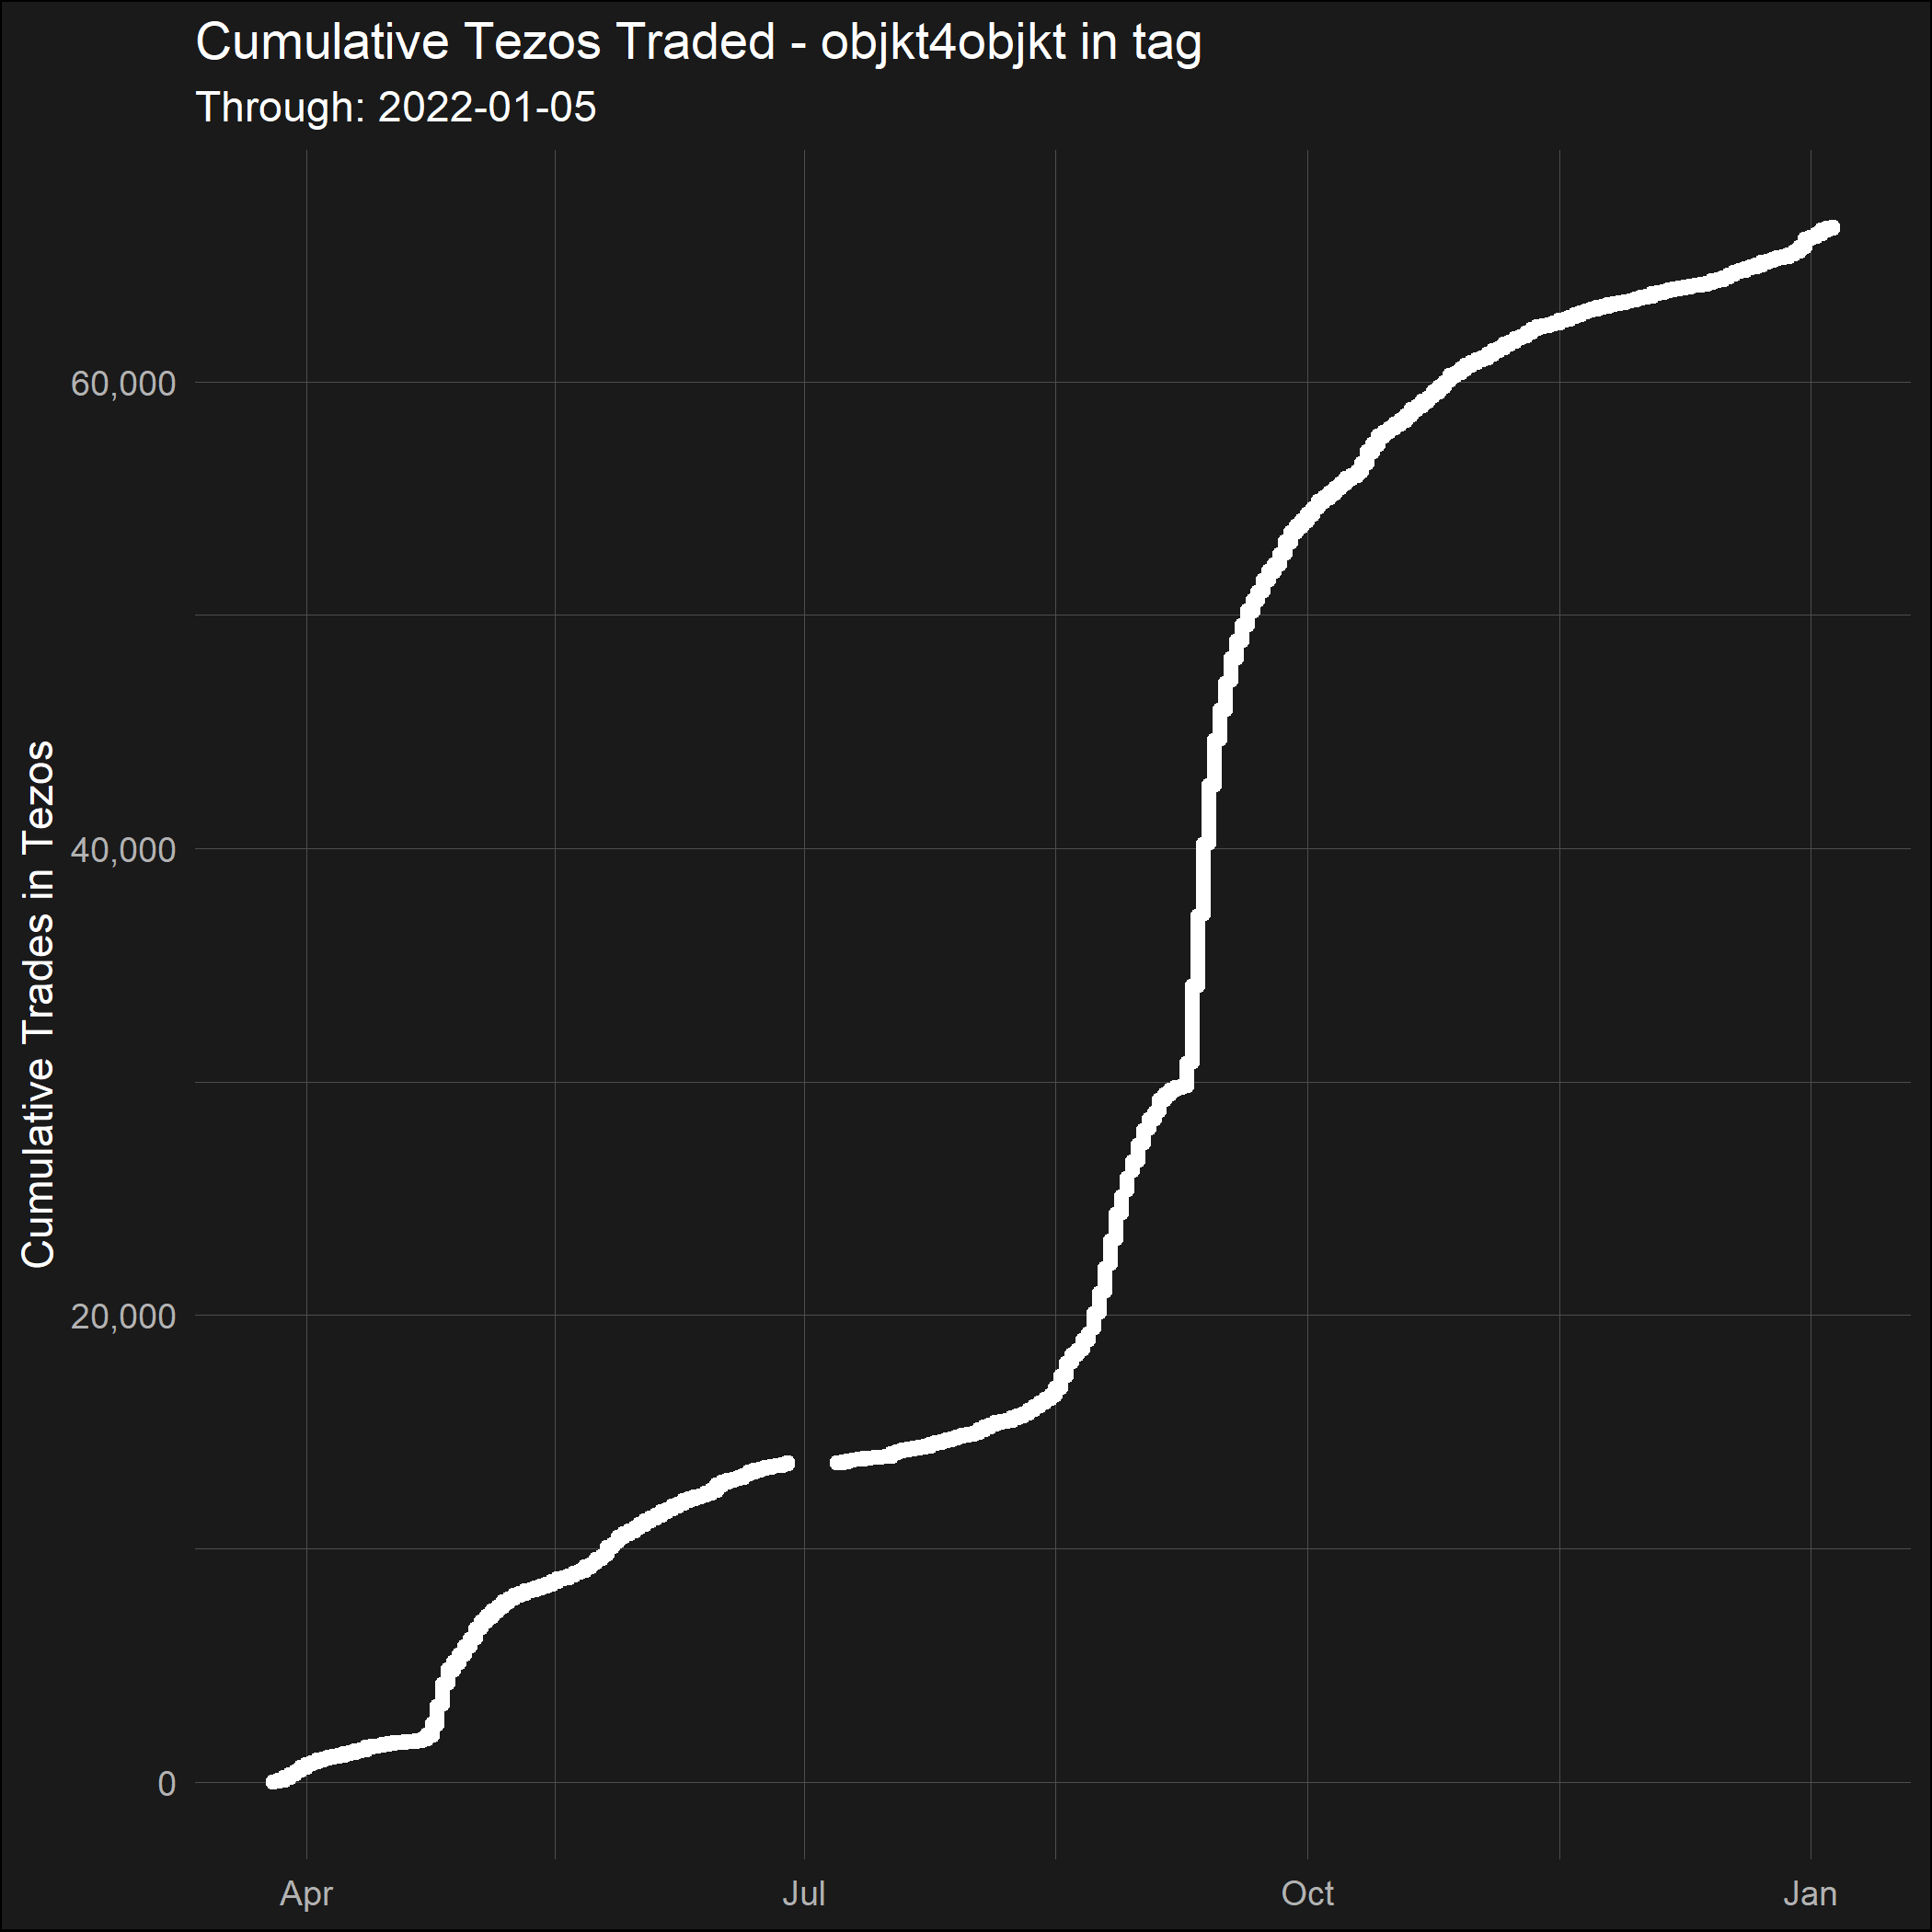 Cumulative Tezos Traded - objkt4objkt in tag
Through: 2022-01-05
Cumulative Trades in Tezos
60,000
40,000
20,000
0
Apr
Jul
Oct
Jan